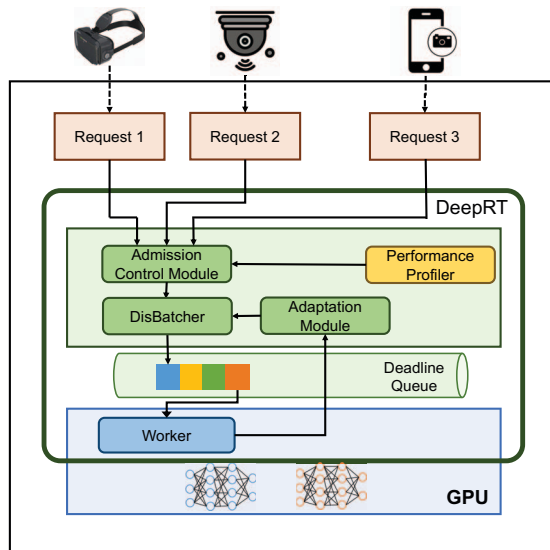 Request 1
Request 2
Request 3
DeepRT
Admission
Control Module
Performance
Profiler
DisBatcher
Adaptation
Module
Deadline
Queue
Worker
GPU